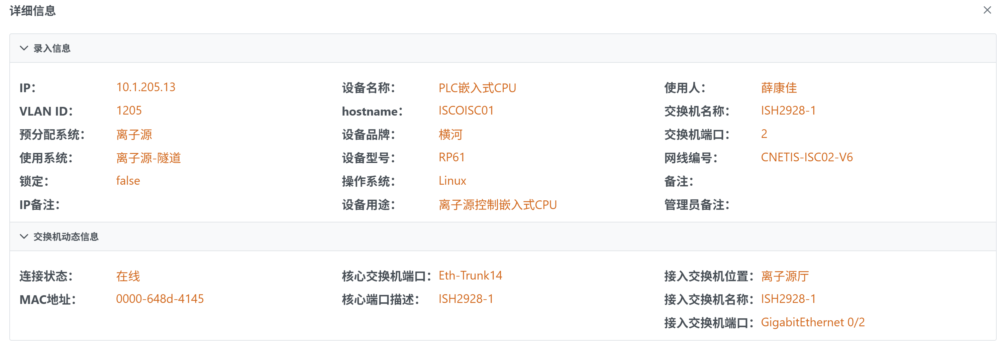 详细信息
录入信息
IP： 10.1.205.13 设备名称： PLC嵌入式CPU 使用人： 薛康佳
VLAN ID： 1205 hostname： ISCOISC01 交换机名称： ISH2928-1
预分配系统： 离子源 设备品牌： 横河 交换机端口： 2
使用系统： 离子源-隧道 设备型号： RP61 网线编号： CNETIS-ISC02-V6
锁定： false 操作系统： Linux 备注：
IP备注： 设备用途： 离子源控制嵌入式CPU 管理员备注：
交换机动态信息
连接状态： 在线 核心交换机端口： Eth-Trunk14 接入交换机位置： 离子源厅
MAC地址： 0000-648d-4145 核心端口描述： ISH2928-1 接入交换机名称： ISH2928-1
接入交换机端口： GigabitEthernet 0/2